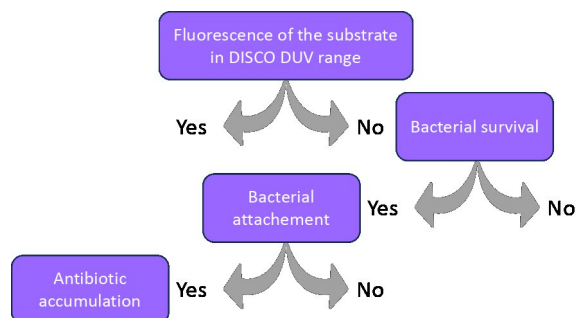 Fluorescence of the substrate
in DISCO DUV range
Yes
No
Bacterial survival
Bacterial
attachement
Yes
No
Antibiotic
accumulation
Yes
No